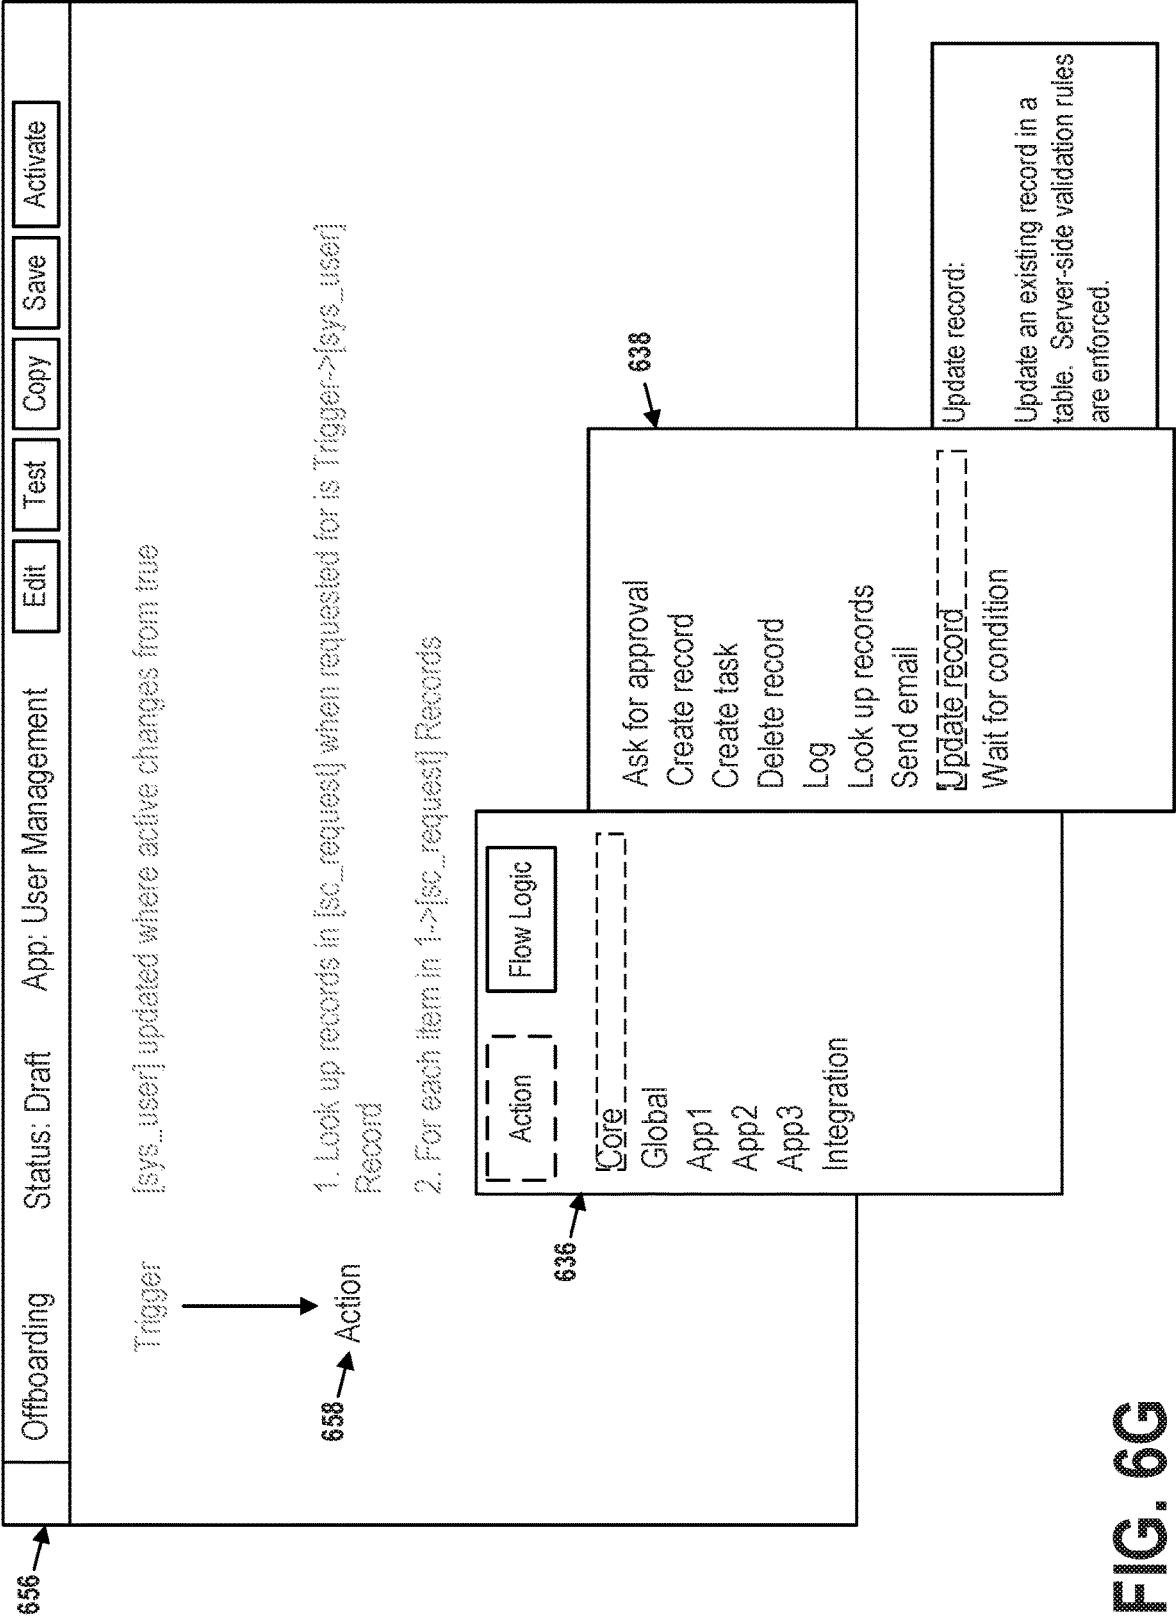 656
Offboarding Status: Draft App: User Management Edit Test Copy Save Activate
Trigger [sys_user] updated where active changes from true
658
Action
1. Look up records in [sc_request] when requested for is Trigger->[sys_user]
Record
2. For each item in 1->[sc_request] Records
636
Action Flow Logic
Core
Global
App1
App2
App3
Integration
638
Ask for approval
Create record
Create task
Delete record
Log
Look up records
Send email
Update record
Wait for condition
Update record:
Update an existing record in a
table. Server-side validation rules
are enforced.
FIG. 6G